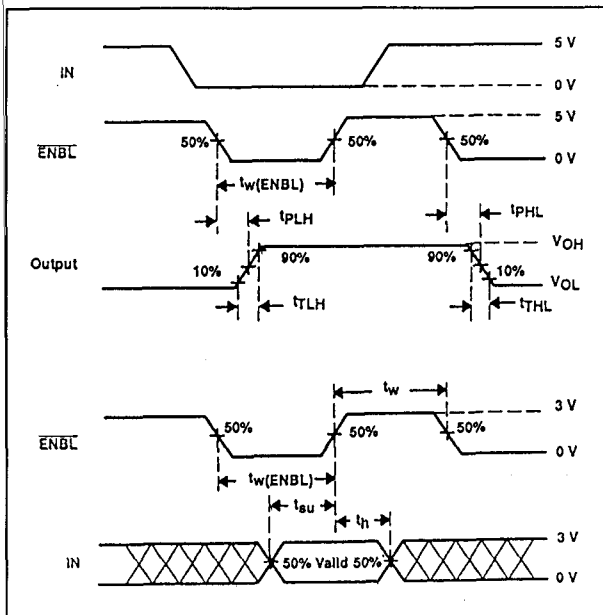 5 V
IN
0 V
5 V
ENBL 50% 50% 50%
0 V
tw(ENBL)
tPLH tPHL
VOH
Output 10% 90% 90% 10%
VOL
tTLH tTHL
tw
3 V
50% 50% 50%
ENBL 0 V
tw(ENBL)
tsu th
3 V
IN 50% Valid 50%
0 V